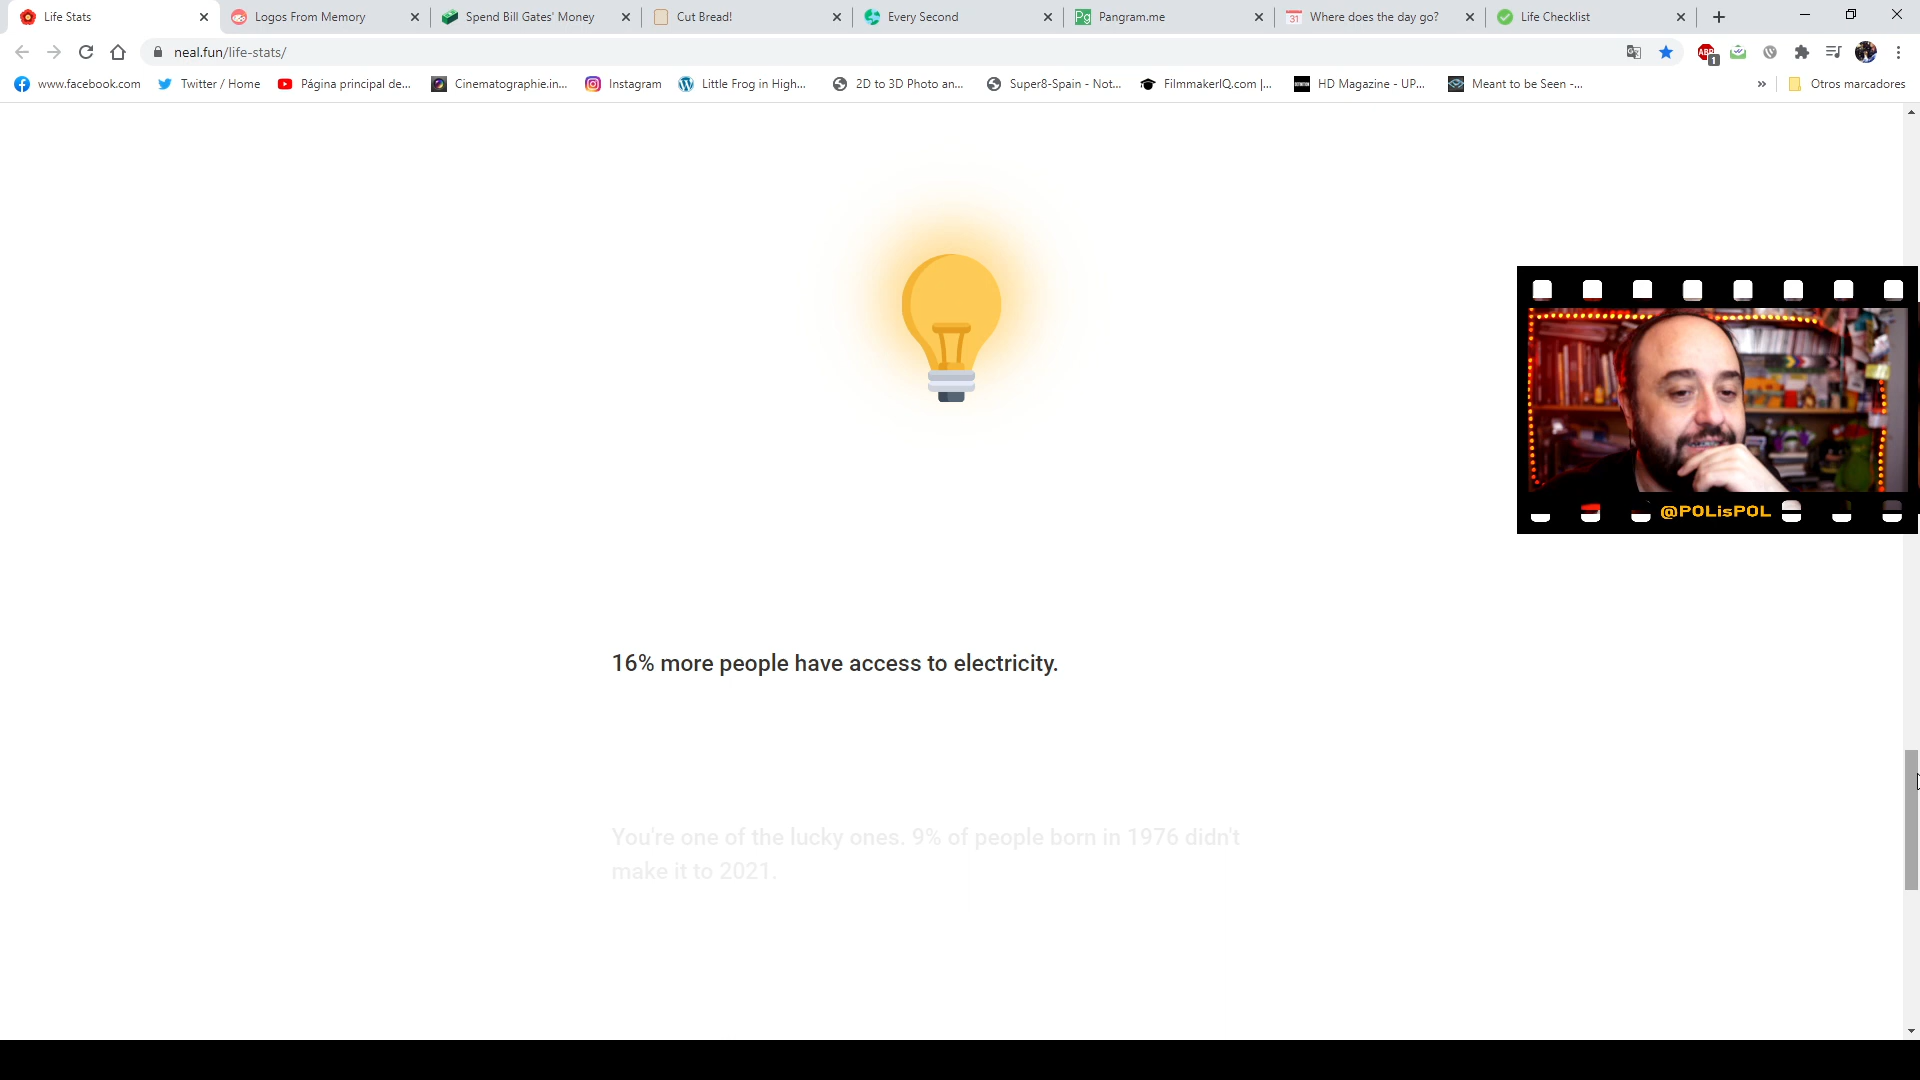 Life Stats
Logos From Memory
Spend Bill Gates' Money
Cut Bread!
Every Second
Pg Pangram.me
31 Where does the day go?
Life Checklist
neal.fun/life-stats/
ABP 1
www.facebook.com
Twitter / Home
Página principal de...
Cinematographie.in...
Instagram
Little Frog in High...
2D to 3D Photo an...
Super8-Spain - Not...
FilmmakerIQ.com |...
HD Magazine - UP...
Meant to be Seen -...
»
Otros marcadores
@POLisPOL
16% more people have access to electricity.
You're one of the lucky ones. 9% of people born in 1976 didn't
make it to 2021.